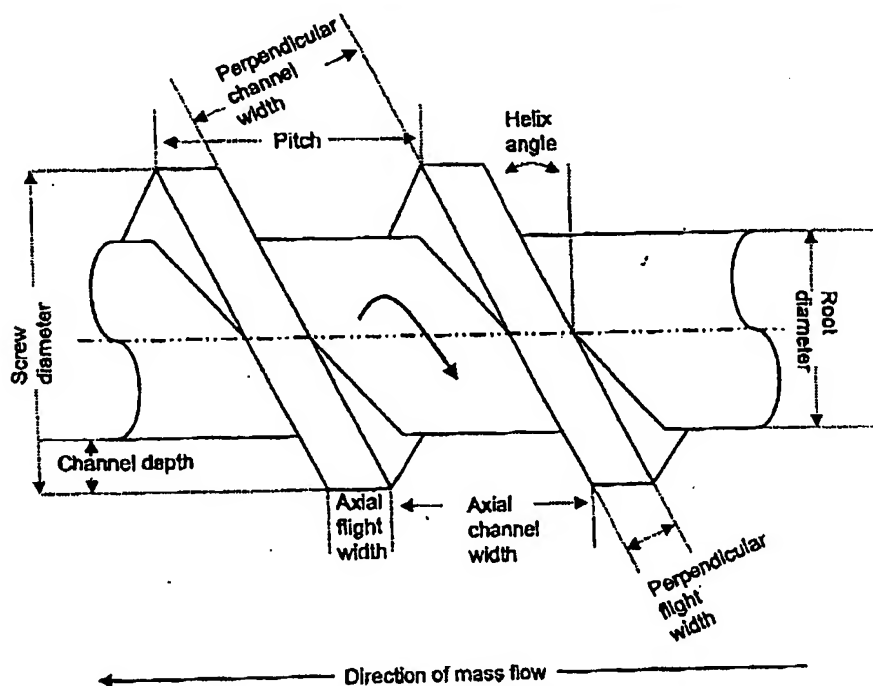 Perpendicular
channel
width
Pitch
Helix
angle
Screw
diameter
Root
diameter
Channel depth
Axial
flight
width
Axial
channel
width
Perpendicular
flight
width
Direction of mass flow